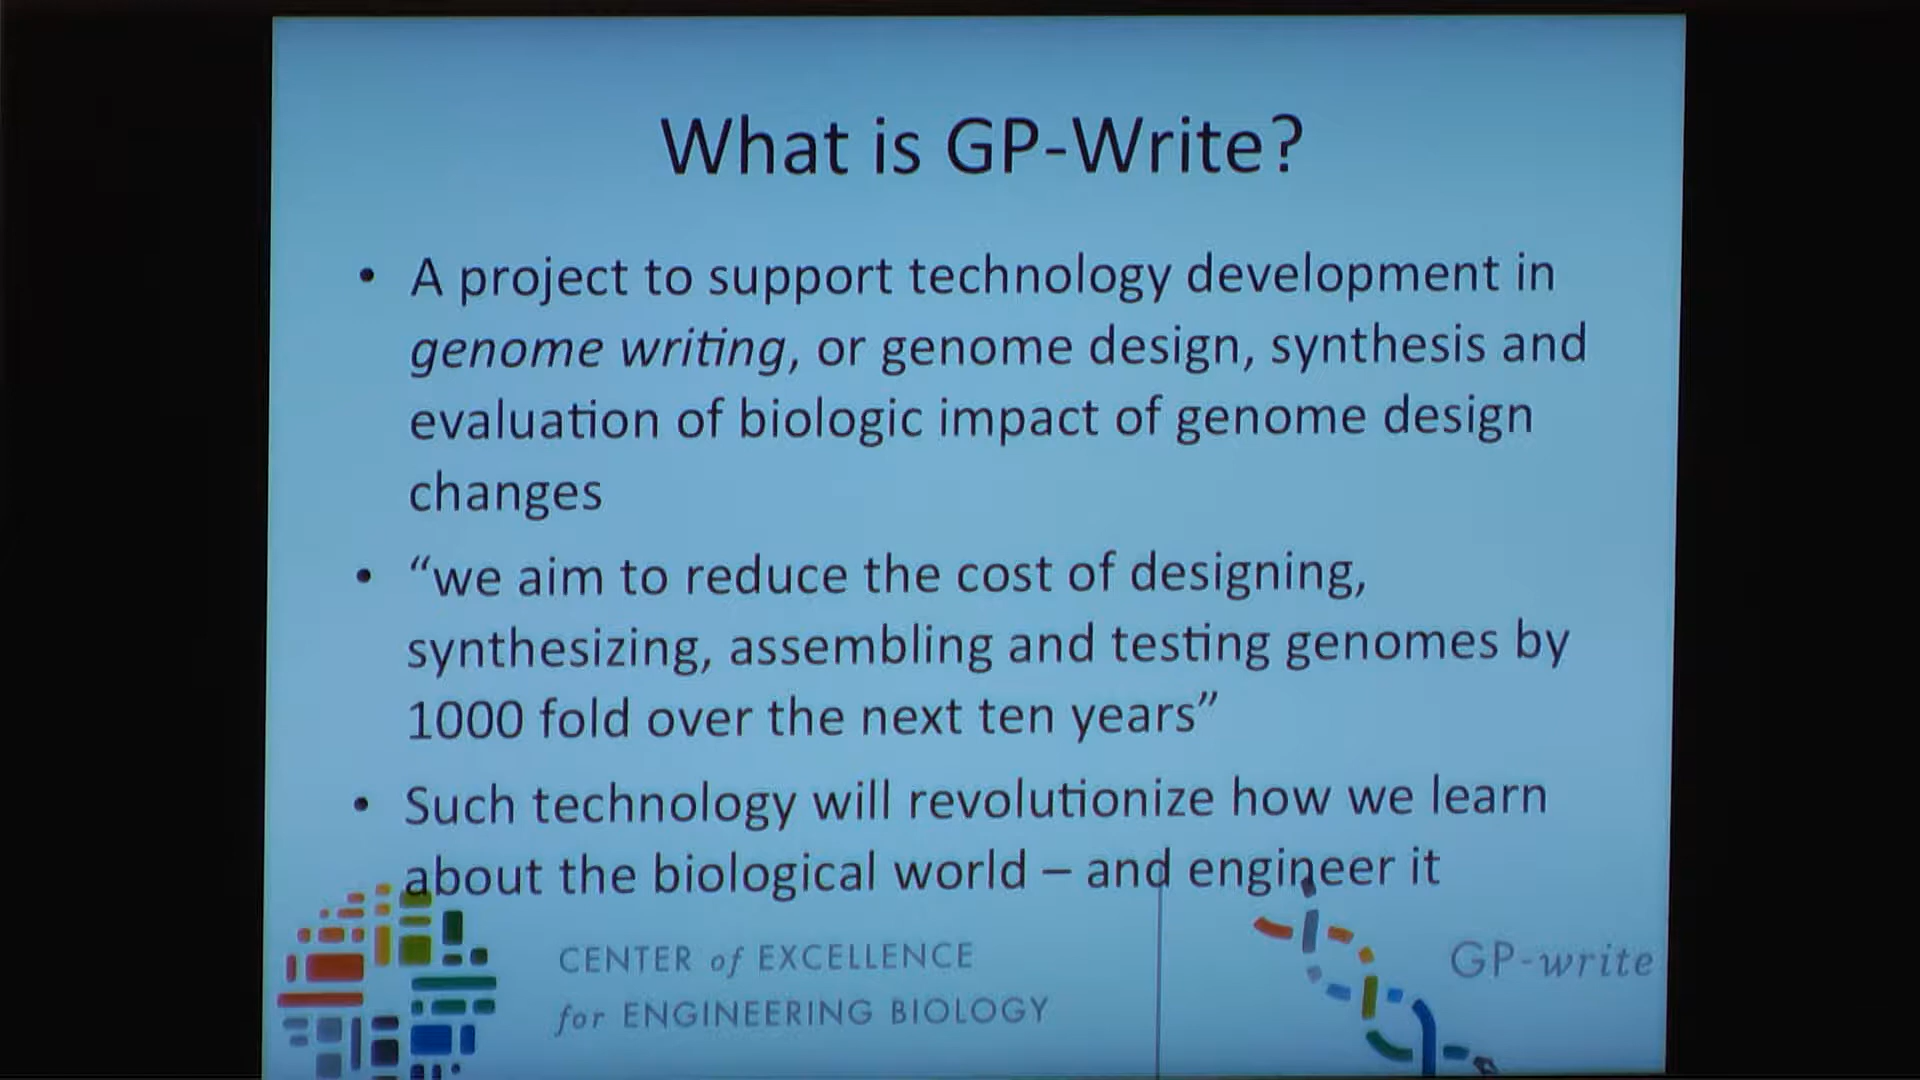 What is GP-Write?
• A project to support technology development in
genome writing, or genome design, synthesis and
evaluation of biologic impact of genome design
changes
• “we aim to reduce the cost of designing,
synthesizing, assembling and testing genomes by
1000 fold over the next ten years”
• Such technology will revolutionize how we learn
about the biological world – and engineer it
CENTER of EXCELLENCE
for ENGINEERING BIOLOGY
GP-write